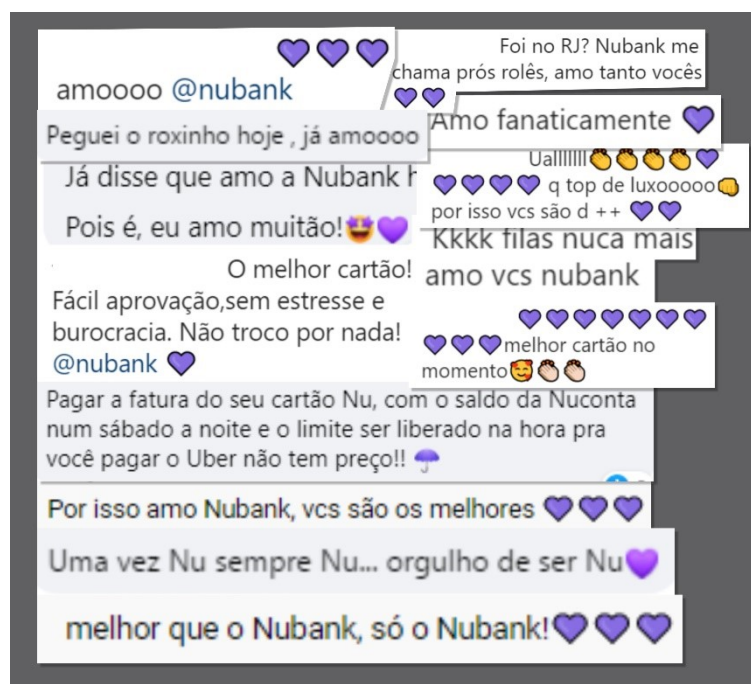 💜💜💜
amoooo @nubank
Foi no RJ? Nubank me
chama prós rolês, amo tanto vocês
💜💜
Peguei o roxinho hoje , já amoooo
Amo fanaticamente 💜
Já disse que amo a Nubank
Pois é, eu amo muitão!🤩💜
Uallllllll👏👏👏👏💜
💜💜💜💜 q top de luxooooo👊
por isso vcs são d ++ 💜💜
Kkkk filas nuca mais
amo vcs nubank
O melhor cartão!
Fácil aprovação,sem estresse e
burocracia. Não troco por nada!
@nubank 💜
💜💜💜💜💜💜💜
💜💜💜melhor cartão no
momento🥰👏🏻👏🏻
Pagar a fatura do seu cartão Nu, com o saldo da Nuconta
num sábado a noite e o limite ser liberado na hora pra
você pagar o Uber não tem preço!! ☂
Por isso amo Nubank, vcs são os melhores 💜💜💜
Uma vez Nu sempre Nu... orgulho de ser Nu💜
melhor que o Nubank, só o Nubank!💜💜💜